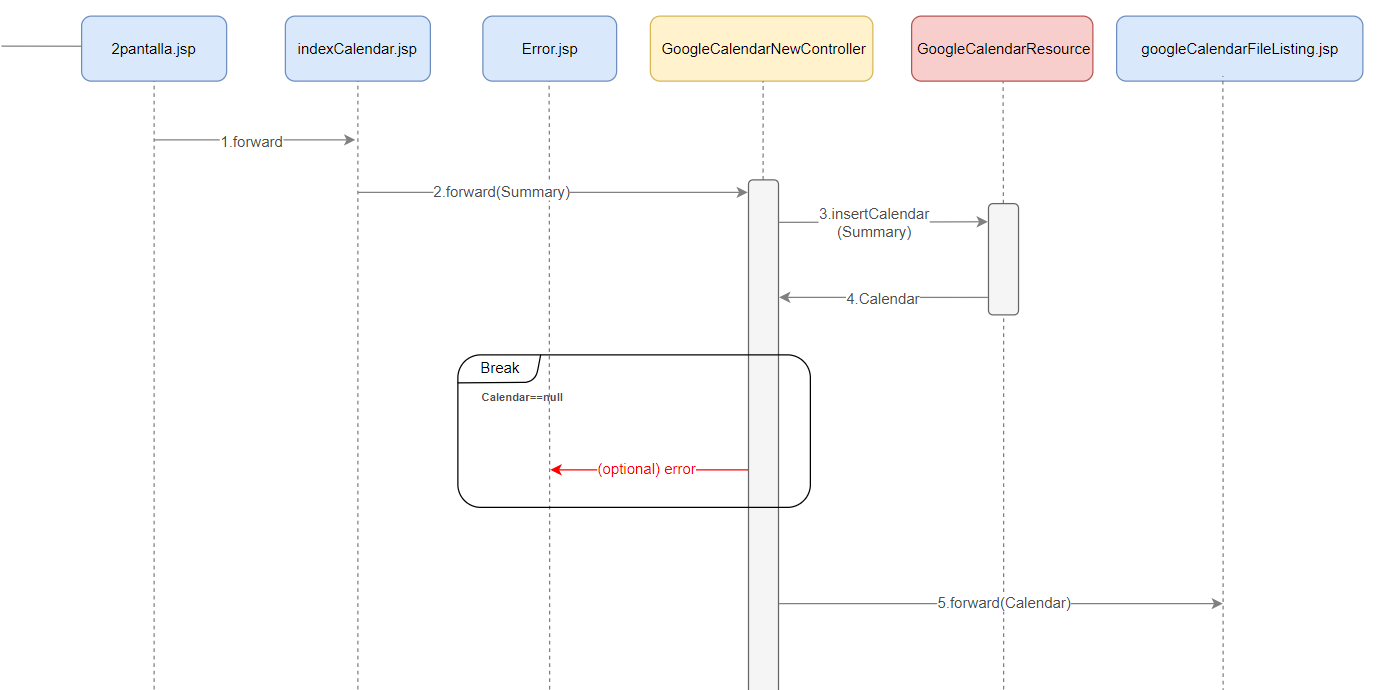 2pantalla.jsp
indexCalendar.jsp
Error.jsp
GoogleCalendarNewController
GoogleCalendarResource
googleCalendarFileListing.jsp
1.forward
2.forward(Summary)
3.insertCalendar
(Summary)
4.Calendar
Break
Calendar==null
(optional) error
5.forward(Calendar)